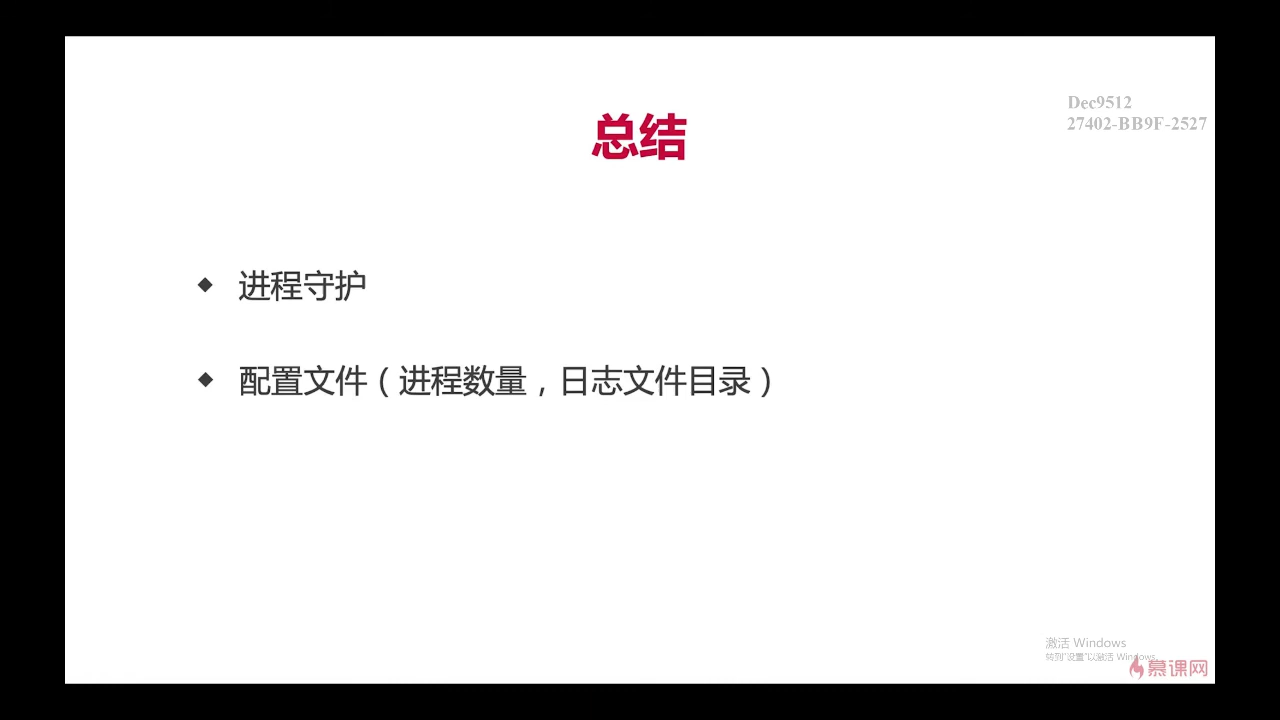 总结
Dec9512
27402-BB9F-2527
◆ 进程守护
◆ 配置文件（进程数量，日志文件目录）
激活 Windows
转到"设置"以激活 Windows。
慕课网